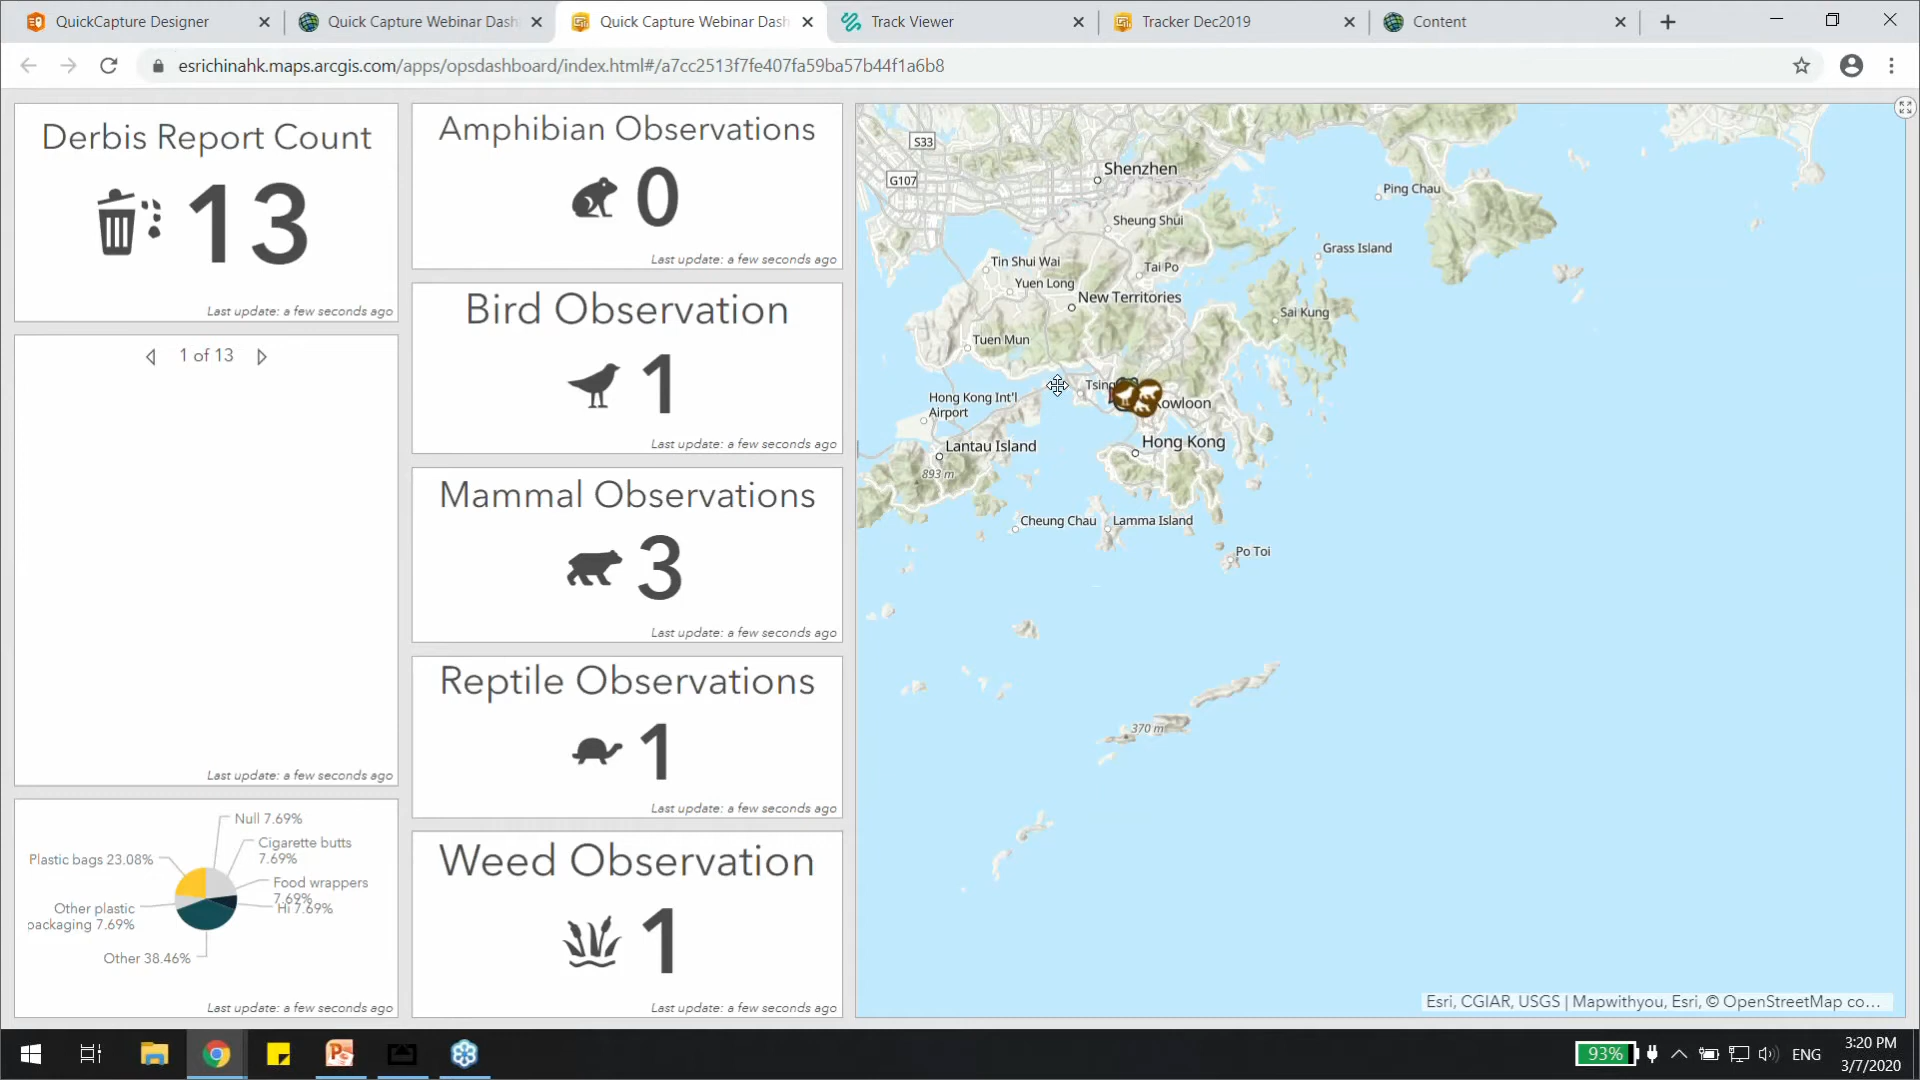 QuickCapture Designer
Quick Capture Webinar Dash
Quick Capture Webinar Dash
Track Viewer
Tracker Dec2019
Content
esrichinahk.maps.arcgis.com/apps/opsdashboard/index.html#/a7cc2513f7fe407fa59ba57b44f1a6b8
Derbis Report Count
13
Last update: a few seconds ago
1 of 13
Last update: a few seconds ago
Null 7.69%
Cigarette butts
7.69%
Plastic bags 23.08%
Food wrappers
7.69%
Hi 7.69%
Other plastic
packaging 7.69%
Other 38.46%
Last update: a few seconds ago
Amphibian Observations
0
Last update: a few seconds ago
Bird Observation
1
Last update: a few seconds ago
Mammal Observations
3
Last update: a few seconds ago
Reptile Observations
1
Last update: a few seconds ago
Weed Observation
1
Last update: a few seconds ago
S33
Shenzhen
G107
Ping Chau
Sheung Shui
Grass Island
Tin Shui Wai
Tai Po
Yuen Long
New Territories
Sai Kung
Tuen Mun
Tsing
Hong Kong Int'l
Airport
owloon
Hong Kong
Lantau Island
893 m
Cheung Chau
Lamma Island
Po Toi
370 m
Esri, CGIAR, USGS | Mapwithyou, Esri, © OpenStreetMap co...
93%
ENG
3:20 PM
3/7/2020